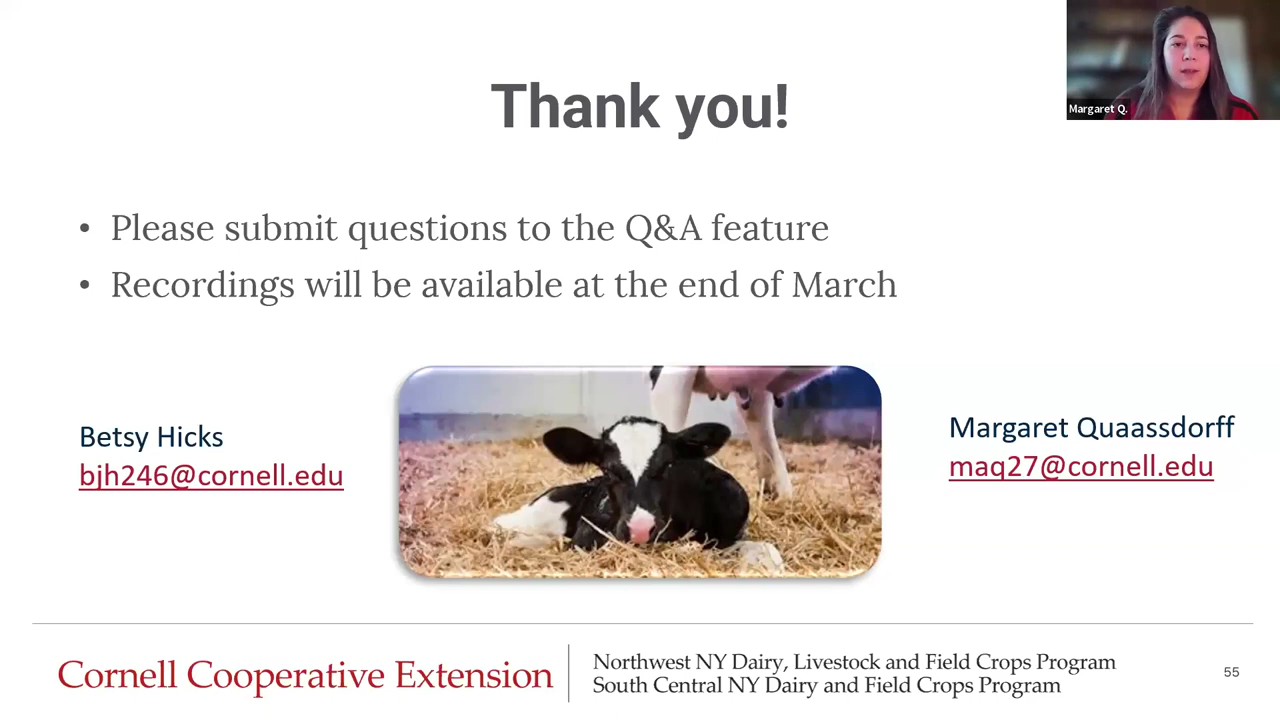 Margaret Q.
Thank you!
• Please submit questions to the Q&A feature
• Recordings will be available at the end of March
Betsy Hicks
bjh246@cornell.edu
Margaret Quaassdorff
maq27@cornell.edu
Cornell Cooperative Extension
Northwest NY Dairy, Livestock and Field Crops Program
South Central NY Dairy and Field Crops Program
55